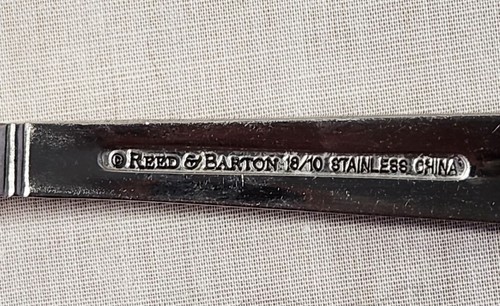 ® REED & BARTON 18/10 STAINLESS CHINA